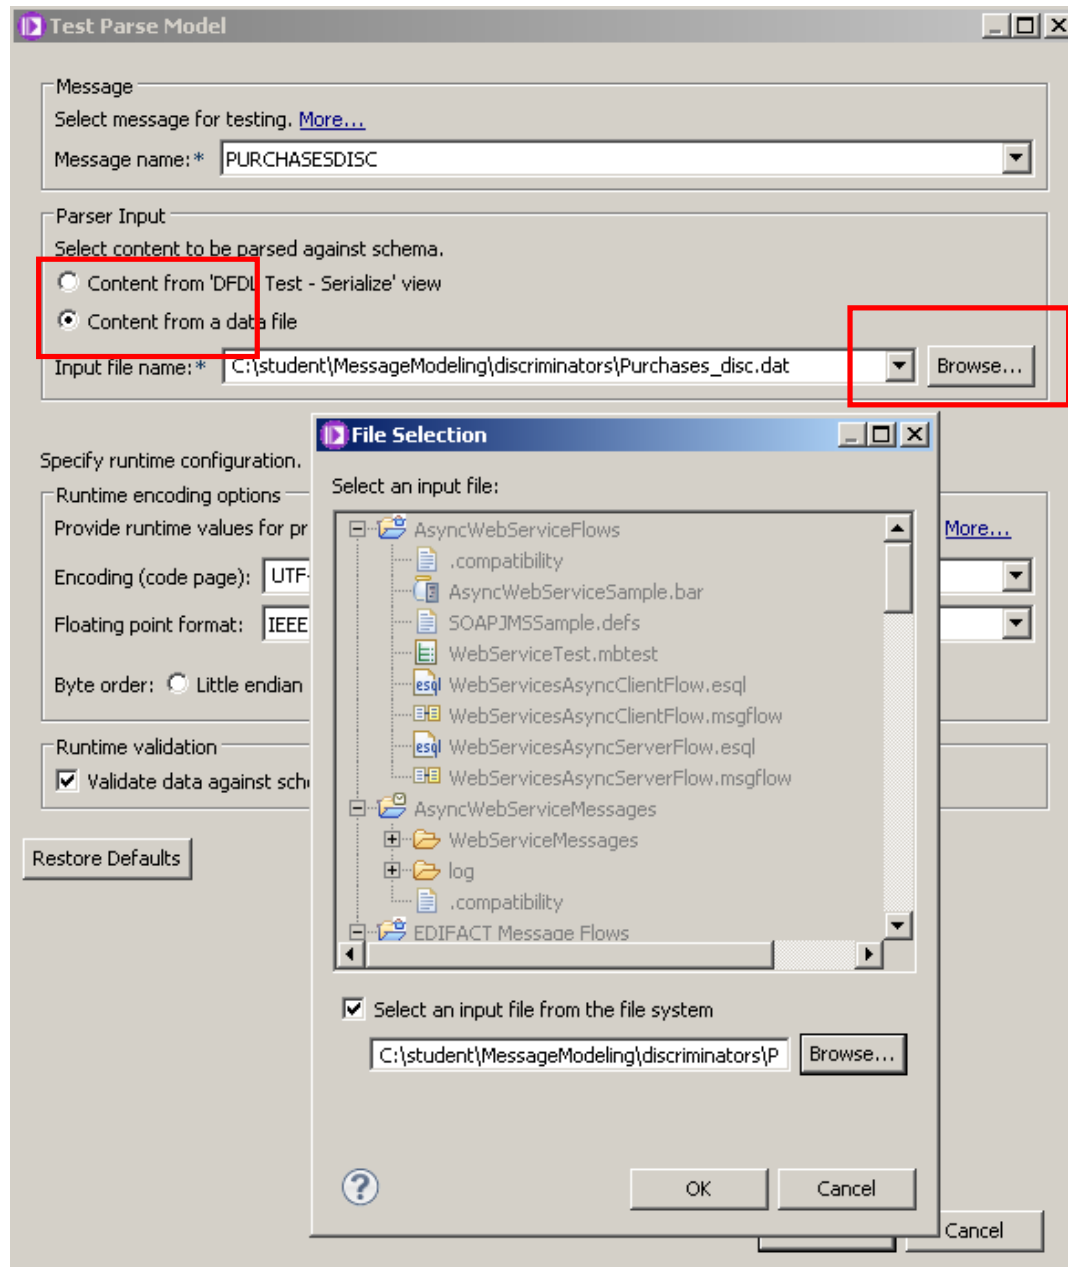 Test Parse Model
Message
Select message for testing. More...
Message name:* PURCHASESDISC
Parser Input
Select content to be parsed against schema.
Content from 'DFDL Test - Serialize' view
Content from a data file
Input file name:* C:\student\MessageModeling\discriminators\Purchases_disc.dat Browse...
File Selection
Specify runtime configuration.
Select an input file:
Runtime encoding options
AsyncWebServiceFlows
Provide runtime values for pr More...
.compatibility
Encoding (code page): UTF-
AsyncWebServiceSample.bar
Floating point format: IEEE
SOAPJMSSample.defs
WebServiceTest.mbtest
Byte order: Little endian
esql WebServicesAsyncClientFlow.esql
WebServicesAsyncClientFlow.msgflow
Runtime validation
esql WebServicesAsyncServerFlow.esql
Validate data against sch
WebServicesAsyncServerFlow.msgflow
AsyncWebServiceMessages
WebServiceMessages
Restore Defaults
log
.compatibility
EDIFACT Message Flows
Select an input file from the file system
C:\student\MessageModeling\discriminators\P Browse...
? OK Cancel
Cancel